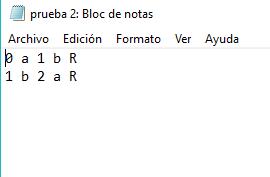 prueba 2: Bloc de notas
Archivo Edición Formato Ver Ayuda
0 a 1 b R
1 b 2 a R